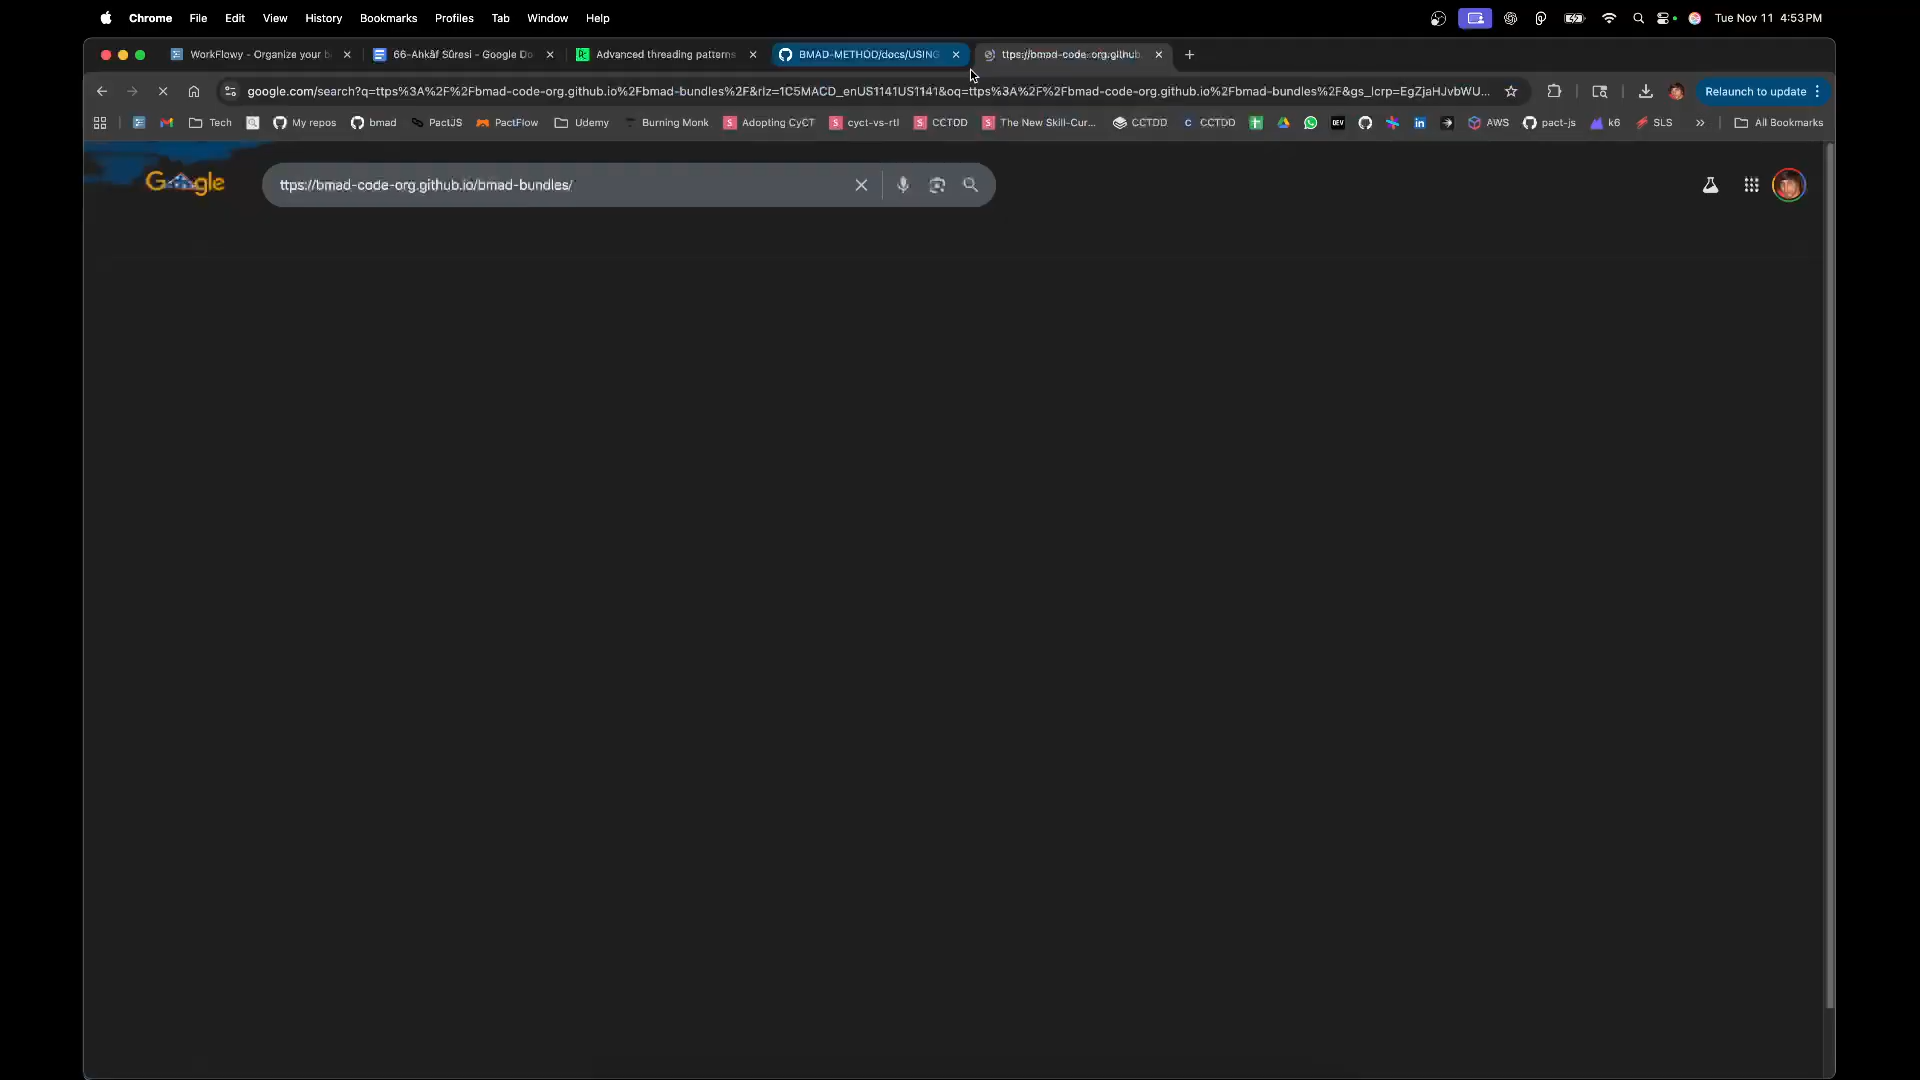 Chrome File Edit View History Bookmarks Profiles Tab Window Help Tue Nov 11 4:53 PM
WorkFlowy - Organize your b 66-Ahkâf Sûresi - Google Do Advanced threading patterns BMAD-METHOD/docs/USING ttps://bmad-code-org.github.
google.com/search?q=ttps%3A%2F%2Fbmad-code-org.github.io%2Fbmad-bundles%2F&rlz=1C5MACD_enUS1141US1141&oq=ttps%3A%2F%2Fbmad-code-org.github.io%2Fbmad-bundles%2F&gs_lcrp=EgZjaHJvbWU... Relaunch to update
Tech My repos bmad PactJS PactFlow Udemy Burning Monk Adopting CyCT cyct-vs-rtl CCTDD The New Skill-Cur... CCTDD CCTDD AWS pact-js k6 SLS » All Bookmarks
Google ttps://bmad-code-org.github.io/bmad-bundles/